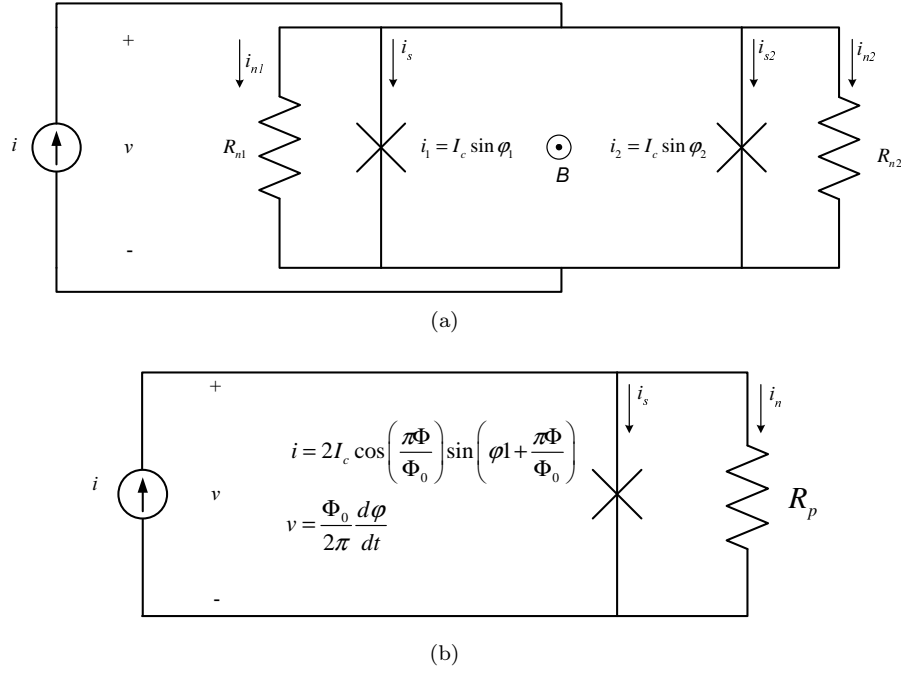 +
i_{n1}
i_s
i_{s2}
i_{n2}
i
v
R_{n1}
i_1 = I_c sin φ_1
i_2 = I_c sin φ_2
R_{n2}
B
-
(a)
+
i_s
i_n
i = 2I_c cos(πΦ/Φ_0) sin(φ1+πΦ/Φ_0)
i
v
R_p
v = Φ_0/2π dφ/dt
-
(b)